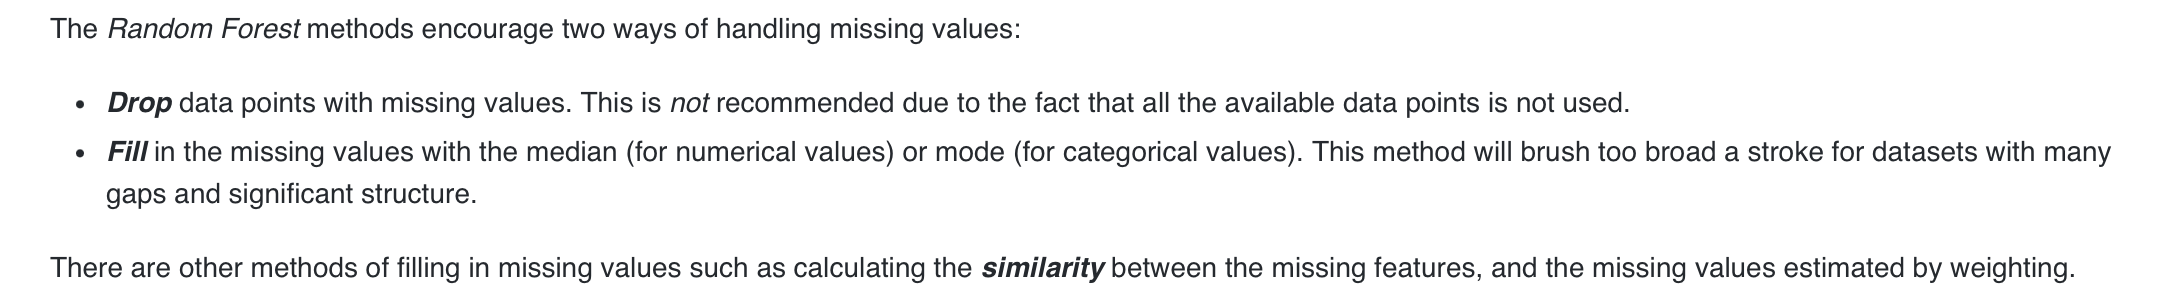 The Random Forest methods encourage two ways of handling missing values:
• Drop data points with missing values. This is not recommended due to the fact that all the available data points is not used.
• Fill in the missing values with the median (for numerical values) or mode (for categorical values). This method will brush too broad a stroke for datasets with many
gaps and significant structure.
There are other methods of filling in missing values such as calculating the similarity between the missing features, and the missing values estimated by weighting.